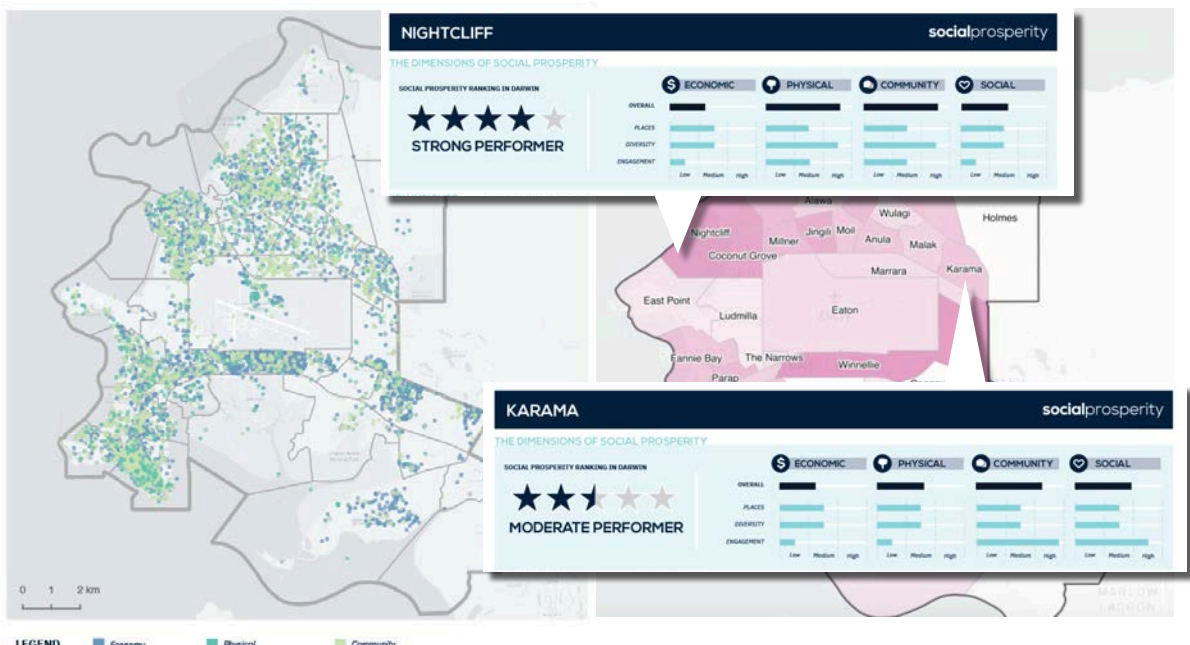 NIGHTCLIFF
socialprosperity
THE DIMENSIONS OF SOCIAL PROSPERITY
SOCIAL PROSPERITY RANKING IN DARWIN
STRONG PERFORMER
ECONOMIC PHYSICAL COMMUNITY SOCIAL
OVERALL
PLACES
DIVERSITY
ENGAGEMENT
Low Medium High Low Medium High Low Medium High Low Medium High
Alawa
Wulagi
Holmes
Nightcliff
Millner
Jingili
Moil
Anula
Malak
Coconut Grove
Marrara
Karama
East Point
Ludmilla
Eaton
Fannie Bay
The Narrows
Winnellie
Parap
KARAMA
socialprosperity
THE DIMENSIONS OF SOCIAL PROSPERITY
SOCIAL PROSPERITY RANKING IN DARWIN
MODERATE PERFORMER
ECONOMIC PHYSICAL COMMUNITY SOCIAL
OVERALL
PLACES
DIVERSITY
ENGAGEMENT
Low Medium High Low Medium High Low Medium High Low Medium High
0 1 2 km
LEGEND Economy Physical Community